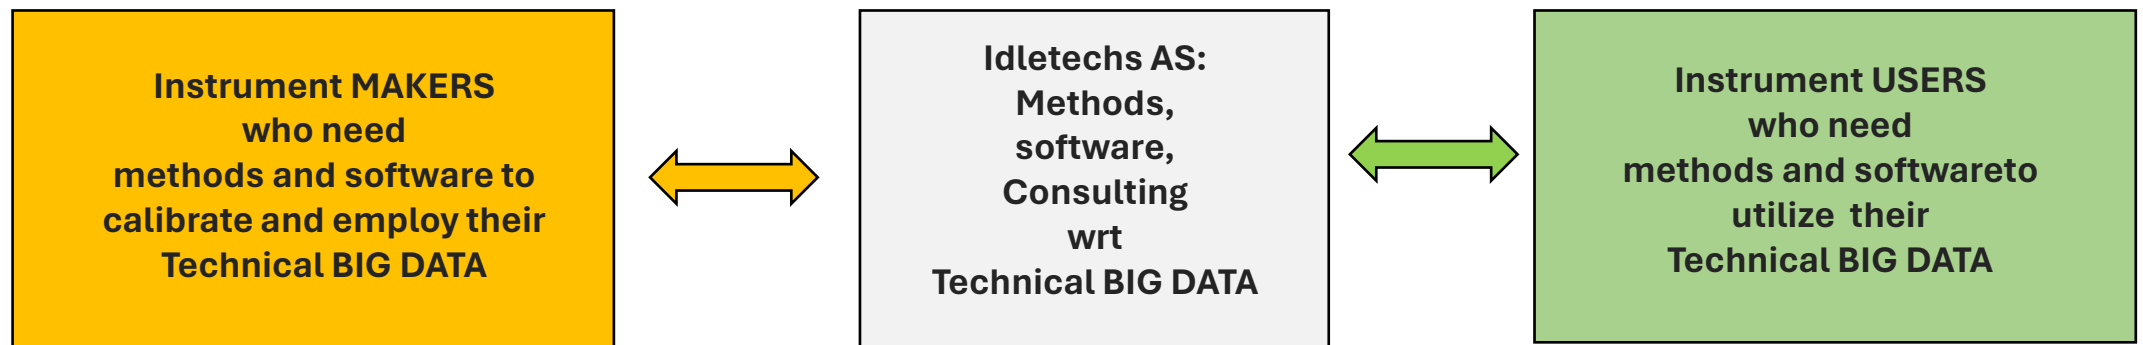 Instrument MAKERS
who need
methods and software to
calibrate and employ their
Technical BIG DATA
Idletechs AS:
Methods,
software,
Consulting
wrt
Technical BIG DATA
Instrument USERS
who need
methods and softwareto
utilize  their
Technical BIG DATA